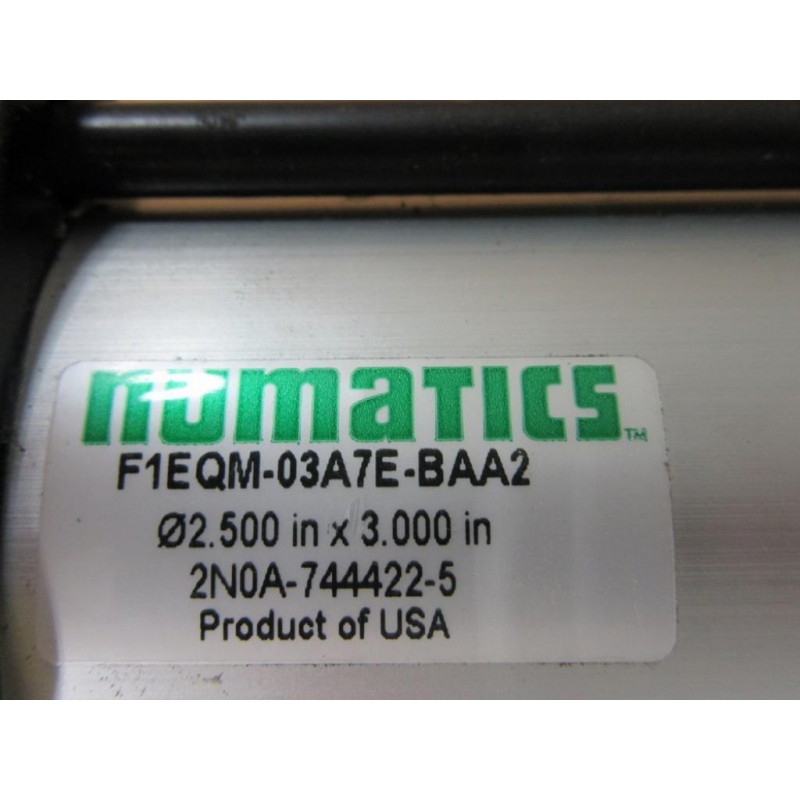 numatics™
F1EQM-03A7E-BAA2
Ø2.500 in x 3.000 in
2N0A-744422-5
Product of USA